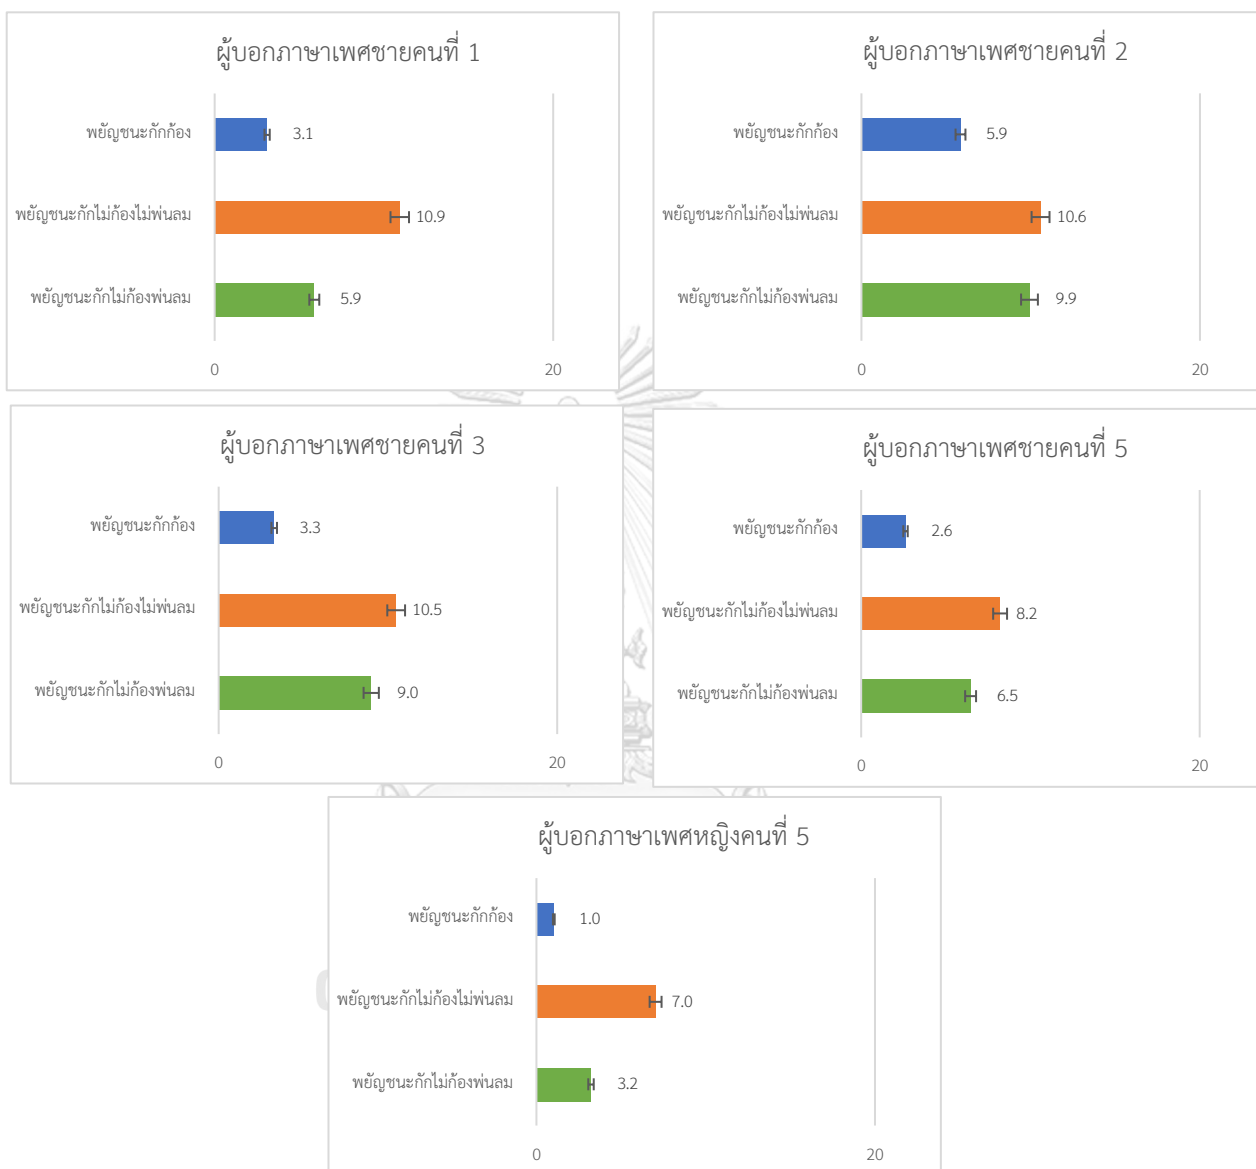 ผู้บอกภาษาเพศชายคนที่ 1
พยัญชนะกักก้อง 3.1
พยัญชนะกักไม่ก้องไม่พ่นลม 10.9
พยัญชนะกักไม่ก้องพ่นลม 5.9
0 20
ผู้บอกภาษาเพศชายคนที่ 2
พยัญชนะกักก้อง 5.9
พยัญชนะกักไม่ก้องไม่พ่นลม 10.6
พยัญชนะกักไม่ก้องพ่นลม 9.9
0 20
ผู้บอกภาษาเพศชายคนที่ 3
พยัญชนะกักก้อง 3.3
พยัญชนะกักไม่ก้องไม่พ่นลม 10.5
พยัญชนะกักไม่ก้องพ่นลม 9.0
0 20
ผู้บอกภาษาเพศชายคนที่ 5
พยัญชนะกักก้อง 2.6
พยัญชนะกักไม่ก้องไม่พ่นลม 8.2
พยัญชนะกักไม่ก้องพ่นลม 6.5
0 20
ผู้บอกภาษาเพศหญิงคนที่ 5
พยัญชนะกักก้อง 1.0
พยัญชนะกักไม่ก้องไม่พ่นลม 7.0
พยัญชนะกักไม่ก้องพ่นลม 3.2
0 20